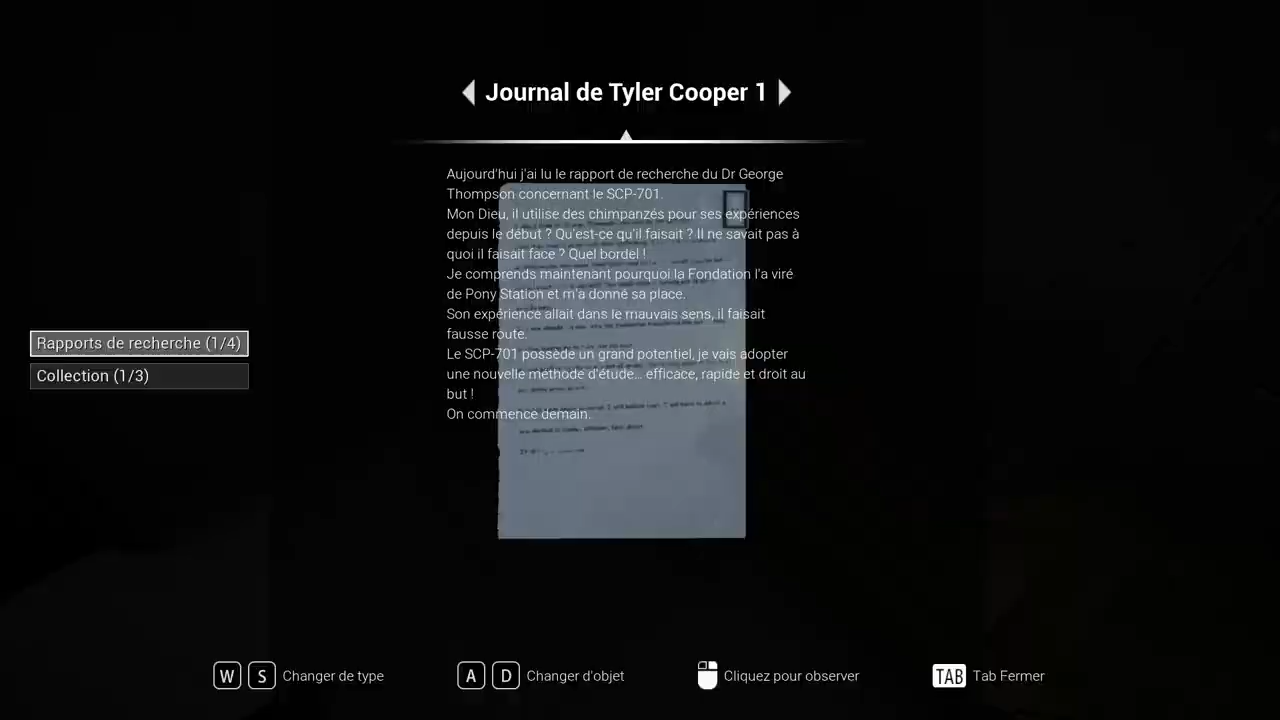 Journal de Tyler Cooper 1
Aujourd'hui j'ai lu le rapport de recherche du Dr George
Thompson concernant le SCP-701.
Mon Dieu, il utilise des chimpanzés pour ses expériences
depuis le début ? Qu'est-ce qu'il faisait ? Il ne savait pas à
quoi il faisait face ? Quel bordel !
Je comprends maintenant pourquoi la Fondation l'a viré
de Pony Station et m'a donné sa place.
Son expérience allait dans le mauvais sens, il faisait
fausse route.
Le SCP-701 possède un grand potentiel, je vais adopter
une nouvelle méthode d'étude... efficace, rapide et droit au
but !
On commence demain.
Rapports de recherche (1/4)
Collection (1/3)
W S Changer de type
A D Changer d'objet
Cliquez pour observer
TAB Tab Fermer